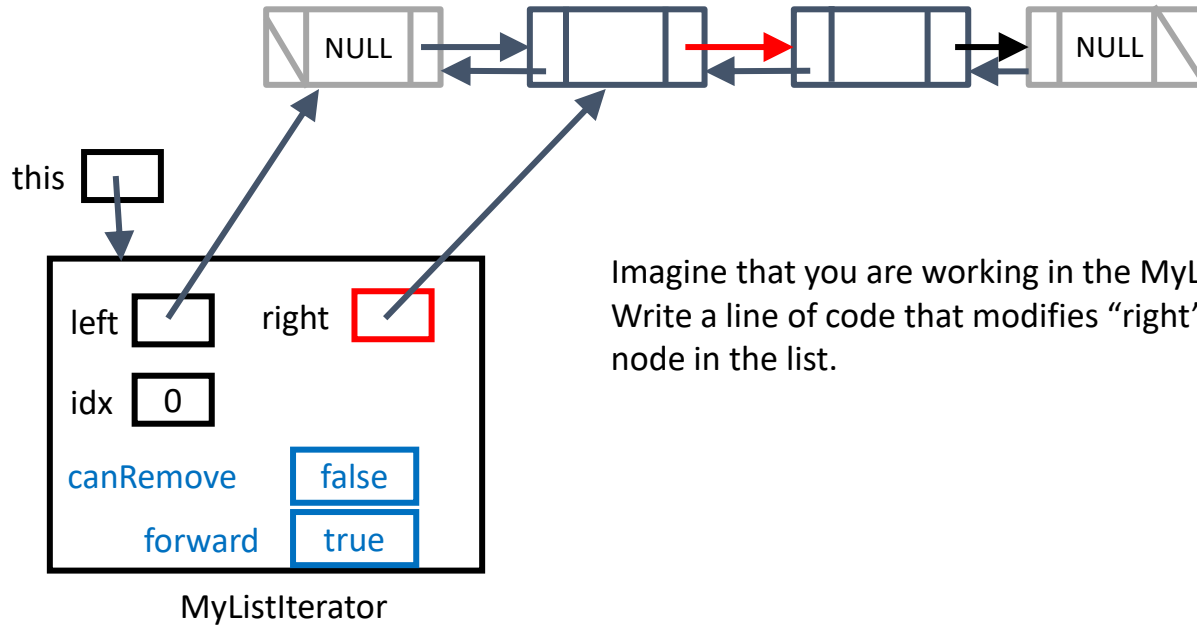 NULL
NULL
this
left
right
idx
0
canRemove
false
forward
true
MyListIterator
Imagine that you are working in the MyL
Write a line of code that modifies “right”
node in the list.